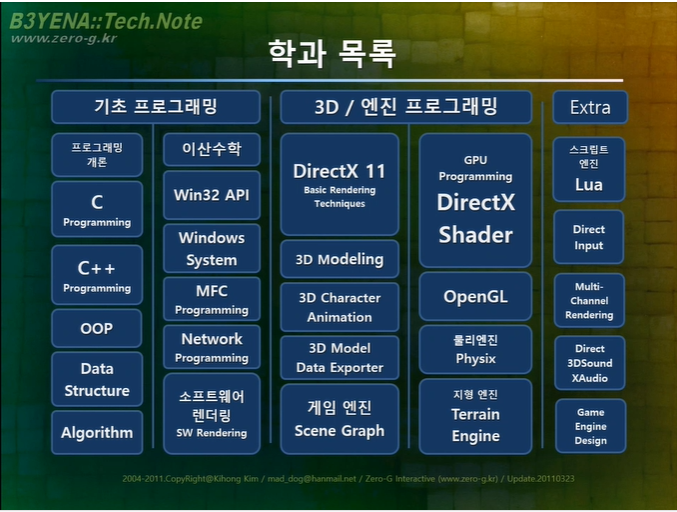 B3YENA::Tech.Note
www.zero-g.kr
학과 목록
기초 프로그래밍
프로그래밍
개론
C
Programming
C++
Programming
OOP
Data
Structure
Algorithm
이산수학
Win32 API
Windows
System
MFC
Programming
Network
Programming
소프트웨어
렌더링
SW Rendering
3D / 엔진 프로그래밍
DirectX 11
Basic Rendering
Techniques
3D Modeling
3D Character
Animation
3D Model
Data Exporter
게임 엔진
Scene Graph
GPU
Programming
DirectX
Shader
OpenGL
물리엔진
Physix
지형 엔진
Terrain
Engine
Extra
스크립트
엔진
Lua
Direct
Input
Multi-
Channel
Rendering
Direct
3DSound
XAudio
Game
Engine
Design
2004-2011.CopyRight@Kihong Kim / mad_dog@hanmail.net / Zero-G Interactive (www.zero-g.kr) / Update.20110323